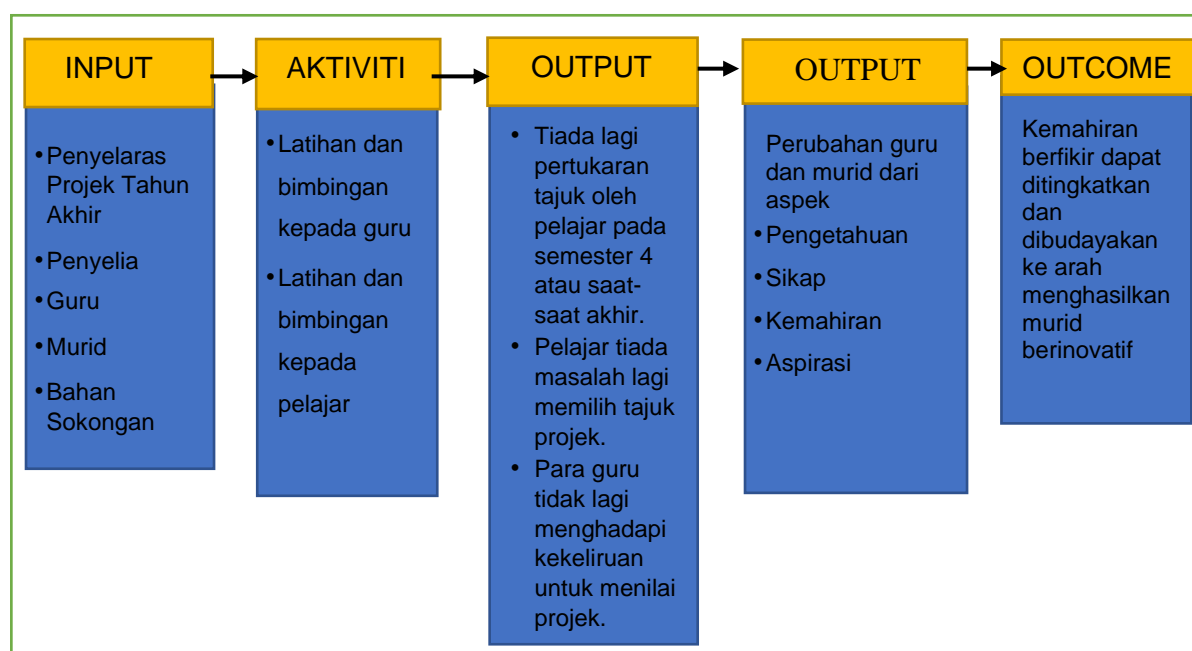 INPUT
• Penyelaras
Projek Tahun
Akhir
• Penyelia
• Guru
• Murid
• Bahan
Sokongan
AKTIVITI
• Latihan dan
bimbingan
kepada guru
• Latihan dan
bimbingan
kepada
pelajar
OUTPUT
• Tiada lagi
pertukaran
tajuk oleh
pelajar pada
semester 4
atau saat-
saat akhir.
• Pelajar tiada
masalah lagi
memilih tajuk
projek.
• Para guru
tidak lagi
menghadapi
kekeliruan
untuk menilai
projek.
OUTPUT
Perubahan guru
dan murid dari
aspek
• Pengetahuan
• Sikap
• Kemahiran
• Aspirasi
OUTCOME
Kemahiran
berfikir dapat
ditingkatkan
dan
dibudayakan
ke arah
menghasilkan
murid
berinovatif